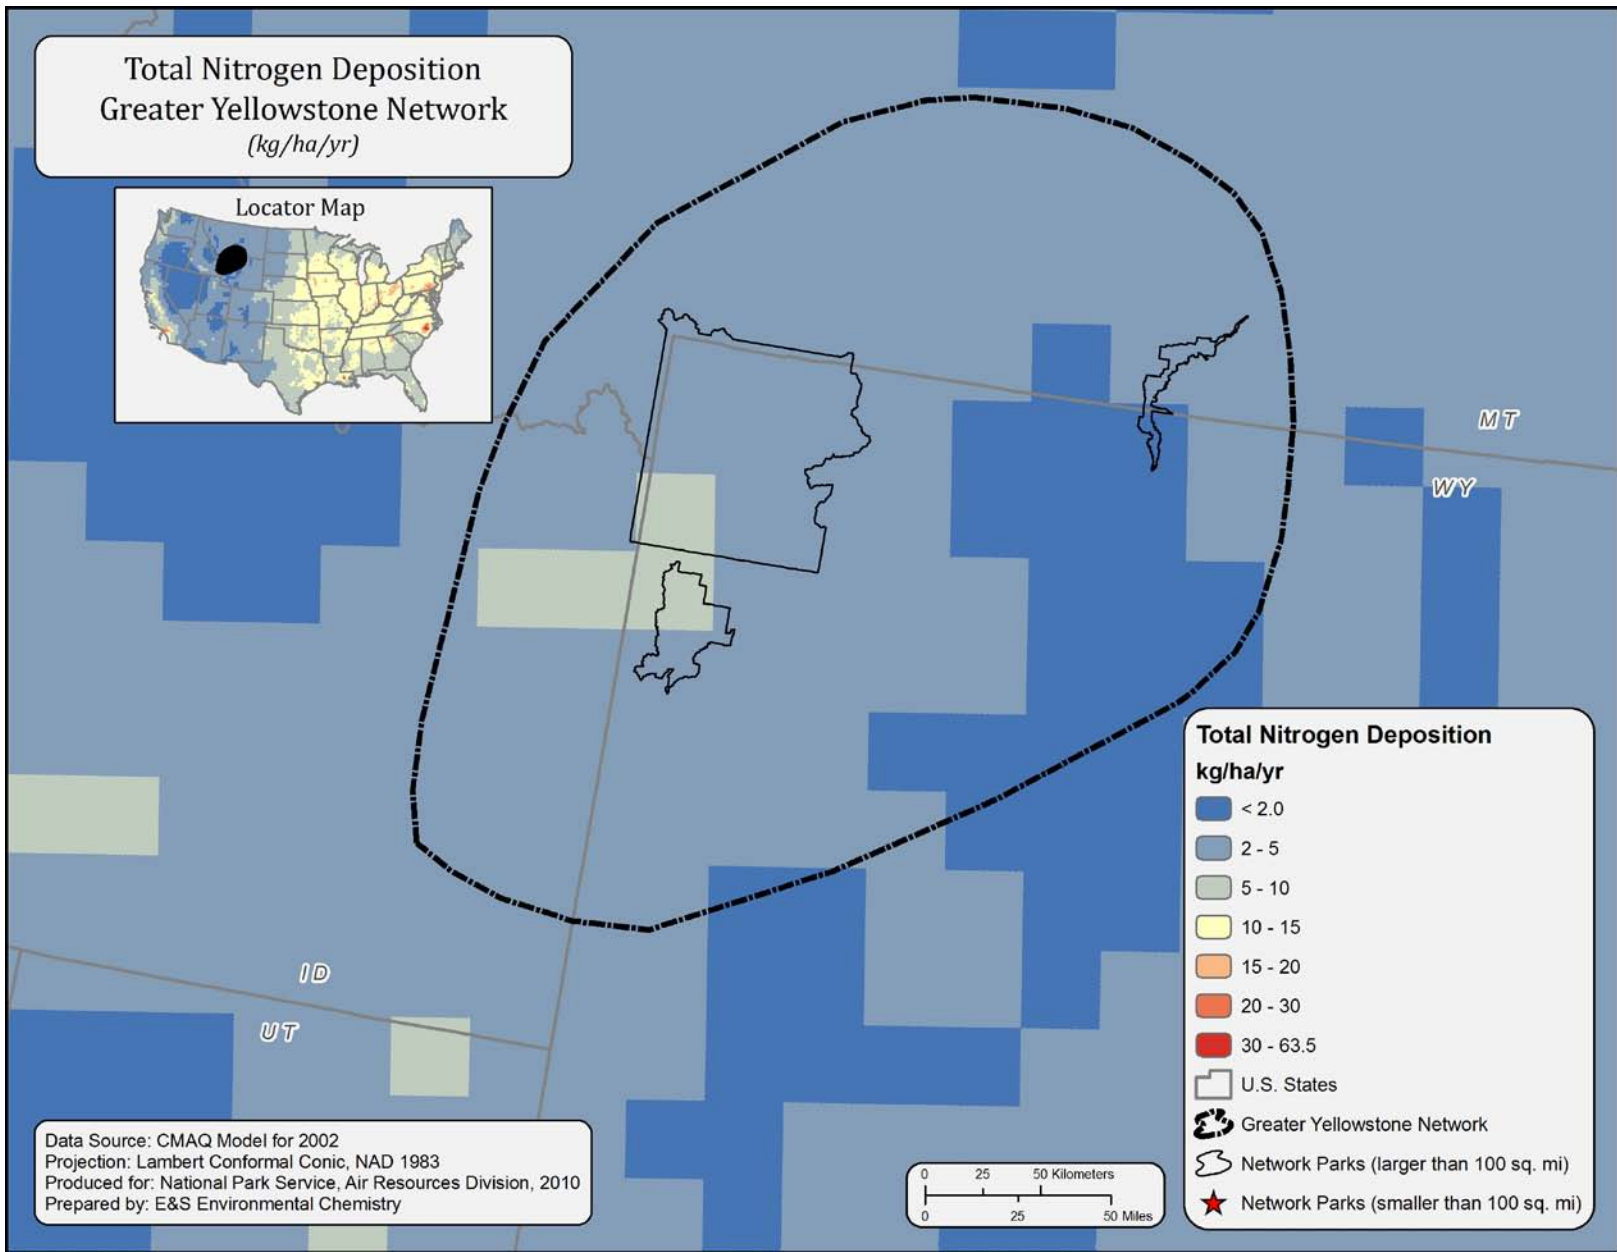 Total Nitrogen Deposition
Greater Yellowstone Network
(kg/ha/yr)
Locator Map
MT
WY
ID
UT
Total Nitrogen Deposition
kg/ha/yr
< 2.0
2 - 5
5 - 10
10 - 15
15 - 20
20 - 30
30 - 63.5
U.S. States
Greater Yellowstone Network
Network Parks (larger than 100 sq. mi)
Network Parks (smaller than 100 sq. mi)
Data Source: CMAQ Model for 2002
Projection: Lambert Conformal Conic, NAD 1983
Produced for: National Park Service, Air Resources Division, 2010
Prepared by: E&S Environmental Chemistry
0 25 50 Kilometers
0 25 50 Miles